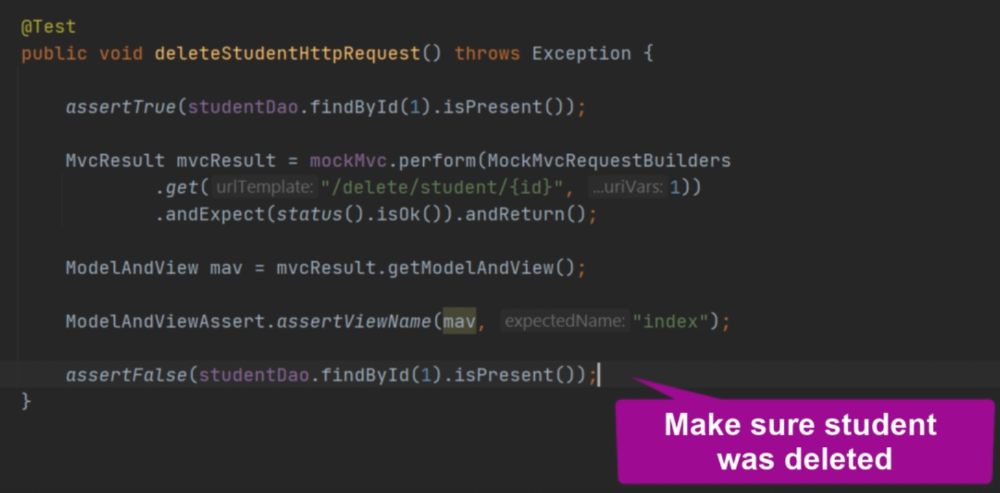 @Test
public void deleteStudentHttpRequest() throws Exception {
assertTrue(studentDao.findById(1).isPresent());
MvcResult mvcResult = mockMvc.perform(MockMvcRequestBuilders
.get( urlTemplate: "/delete/student/{id}", ...uriVars: 1))
.andExpect(status().isOk()).andReturn();
ModelAndView mav = mvcResult.getModelAndView();
ModelAndViewAssert.assertViewName(mav, expectedName: "index");
assertFalse(studentDao.findById(1).isPresent());
}
Make sure student
was deleted